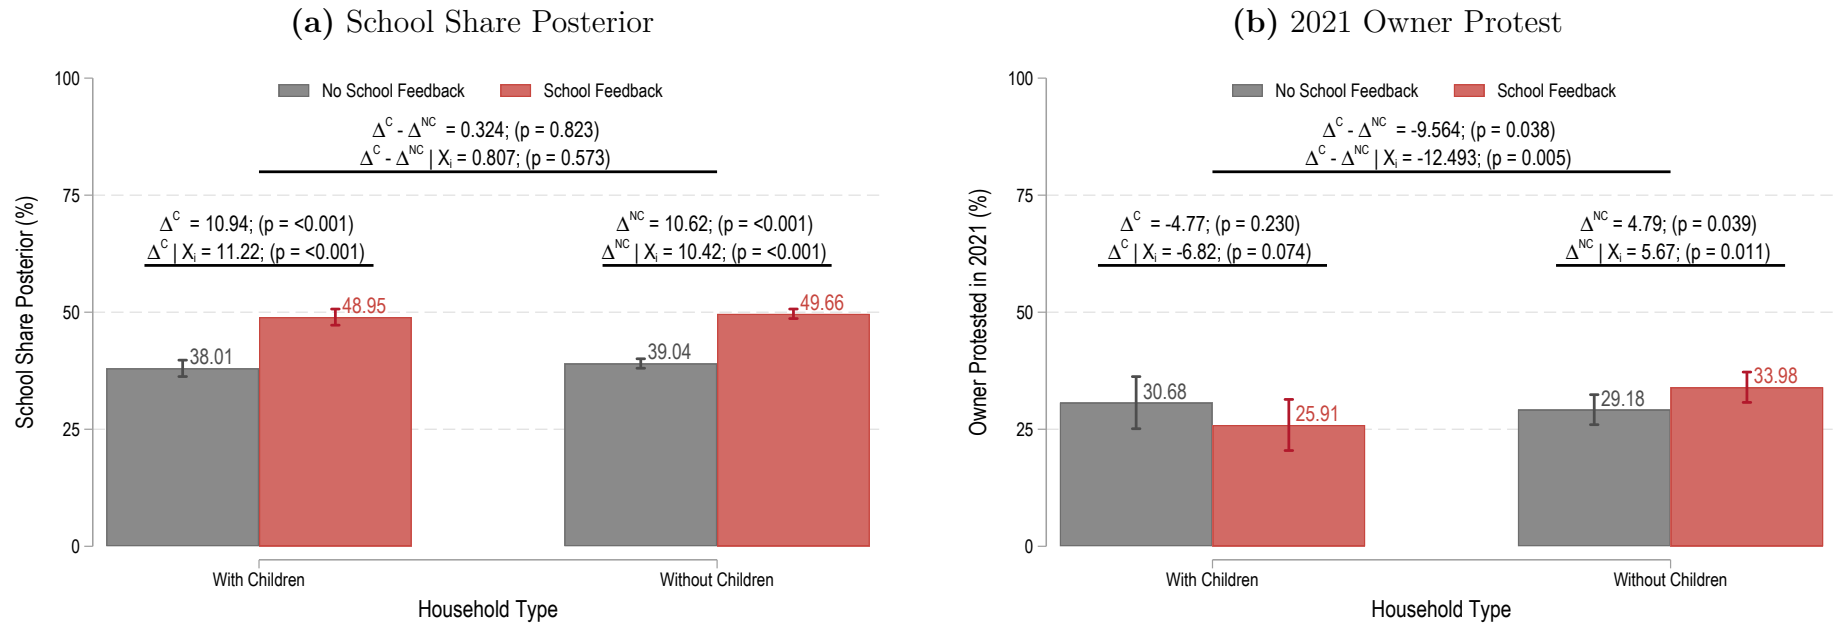 (a) School Share Posterior
School Share Posterior (%)
100
75
50
25
0
No School Feedback School Feedback
Δ^C - Δ^NC = 0.324; (p = 0.823)
Δ^C - Δ^NC | X_i = 0.807; (p = 0.573)
Δ^C = 10.94; (p = <0.001)
Δ^C | X_i = 11.22; (p = <0.001)
Δ^NC = 10.62; (p = <0.001)
Δ^NC | X_i = 10.42; (p = <0.001)
38.01
48.95
39.04
49.66
With Children
Without Children
Household Type
(b) 2021 Owner Protest
Owner Protested in 2021 (%)
100
75
50
25
0
No School Feedback School Feedback
Δ^C - Δ^NC = -9.564; (p = 0.038)
Δ^C - Δ^NC | X_i = -12.493; (p = 0.005)
Δ^C = -4.77; (p = 0.230)
Δ^C | X_i = -6.82; (p = 0.074)
Δ^NC = 4.79; (p = 0.039)
Δ^NC | X_i = 5.67; (p = 0.011)
30.68
25.91
29.18
33.98
With Children
Without Children
Household Type